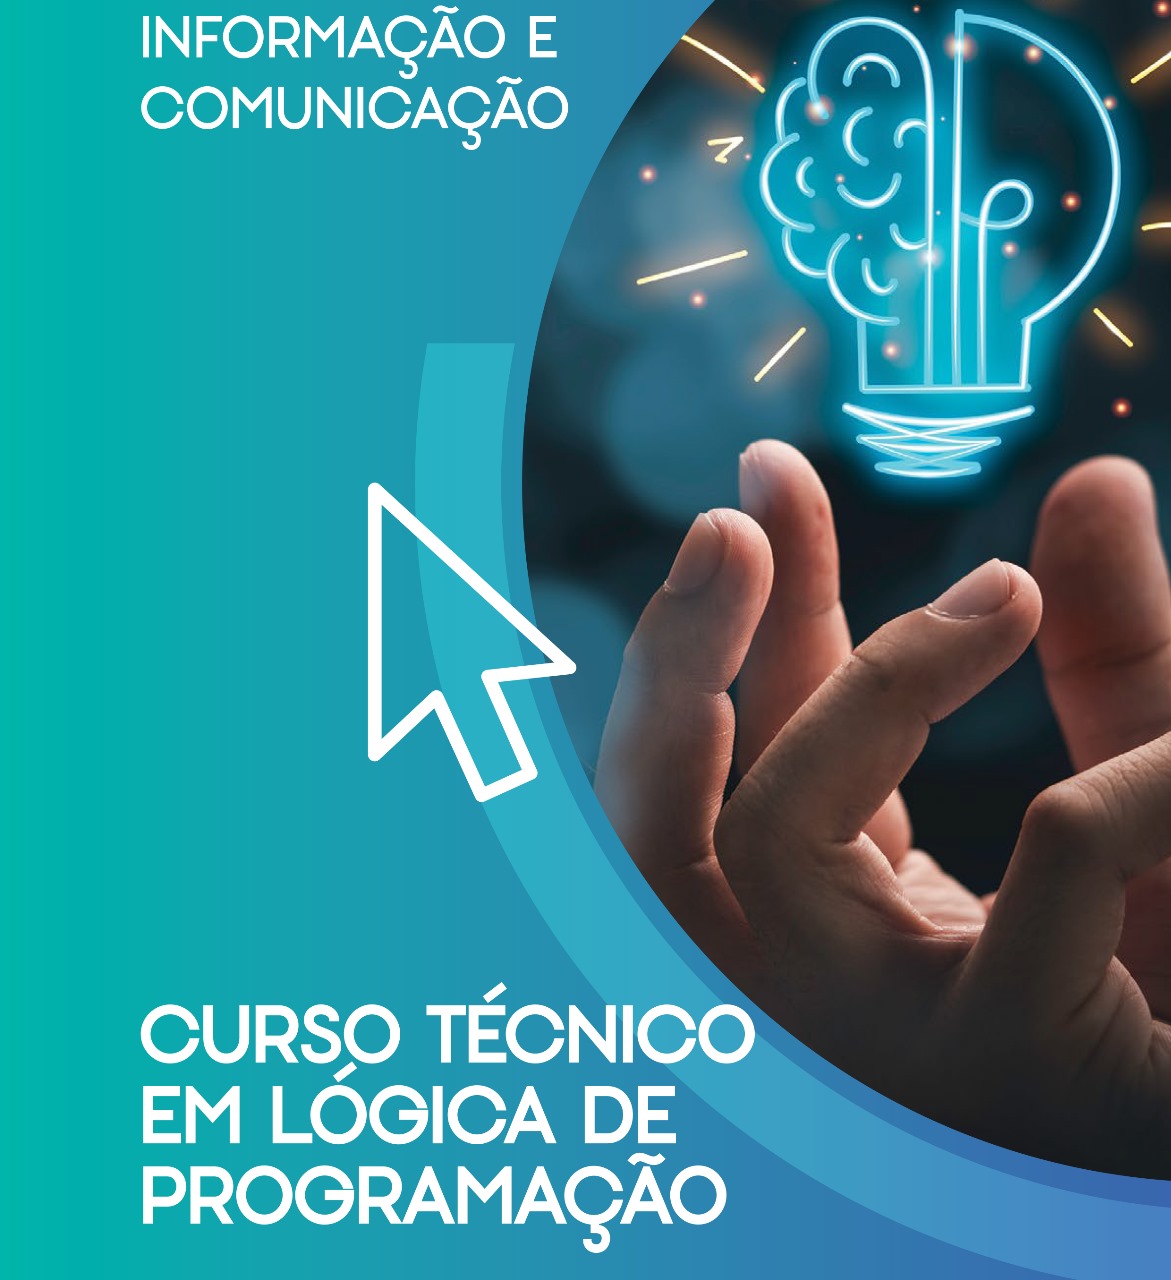 INFORMAÇÃO E
COMUNICAÇÃO
CURSO TÉCNICO
EM LÓGICA DE
PROGRAMAÇÃO